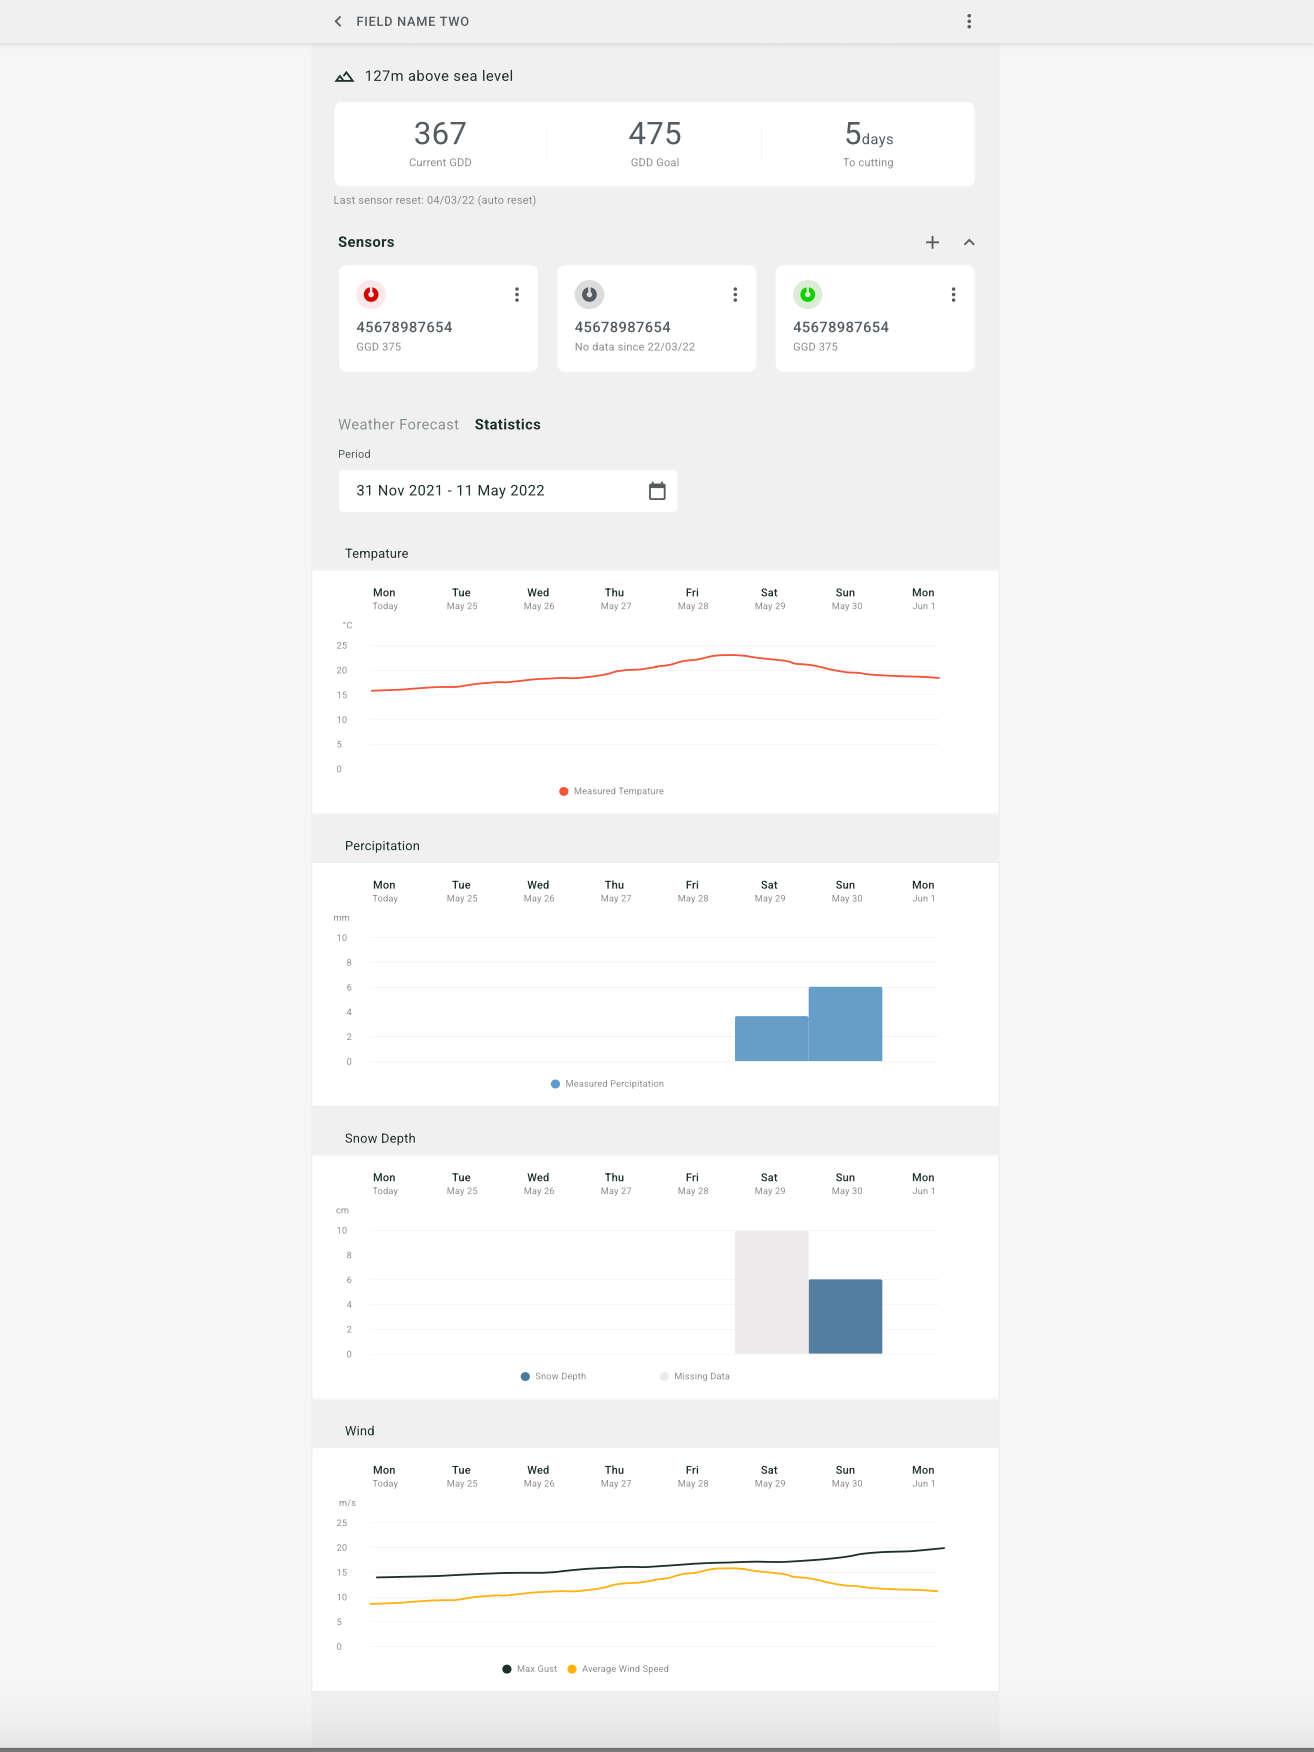 FIELD NAME TWO
127m above sea level
367 475 5days
Current GDD GDD Goal To cutting
Last sensor reset: 04/03/22 (auto reset)
Sensors
45678987654 45678987654 45678987654
GGD 375 No data since 22/03/22 GGD 375
Weather Forecast Statistics
Period
31 Nov 2021 - 11 May 2022
Tempature
Mon Tue Wed Thu Fri Sat Sun Mon
Today May 25 May 26 May 27 May 28 May 29 May 30 Jun 1
°C
25
20
15
10
5
0
Measured Tempature
Percipitation
Mon Tue Wed Thu Fri Sat Sun Mon
Today May 25 May 26 May 27 May 28 May 29 May 30 Jun 1
mm
10
8
6
4
2
0
Measured Percipitation
Snow Depth
Mon Tue Wed Thu Fri Sat Sun Mon
Today May 25 May 26 May 27 May 28 May 29 May 30 Jun 1
cm
10
8
6
4
2
0
Snow Depth Missing Data
Wind
Mon Tue Wed Thu Fri Sat Sun Mon
Today May 25 May 26 May 27 May 28 May 29 May 30 Jun 1
m/s
25
20
15
10
5
0
Max Gust Average Wind Speed